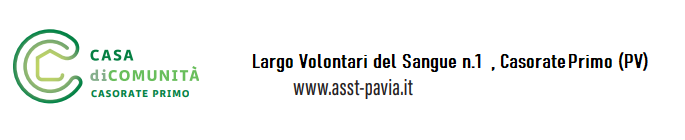 CASA
diCOMUNITÀ
CASORATE PRIMO
Largo Volontari del Sangue n.1 , Casorate Primo (PV)
www.asst-pavia.it